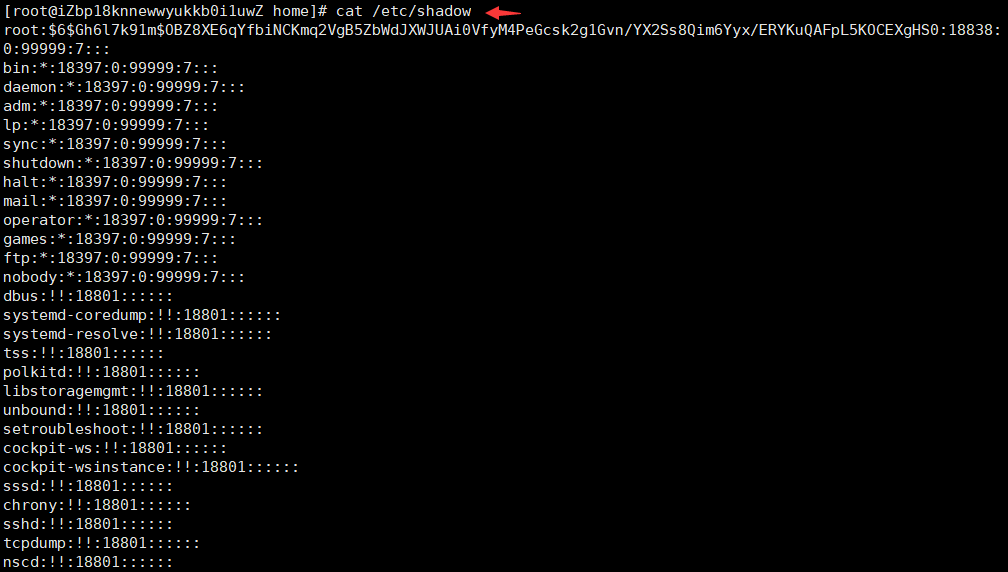 [root@iZbp18knnewwyukkb0i1uwZ home]# cat /etc/shadow
root:$6$Gh6l7k91m$OBZ8XE6qYfbiNCKmq2VgB5ZbWdJXWJUAi0VfyM4PeGcsk2g1Gvn/YX2Ss8Qim6Yyx/ERYKuQAFpL5KOCEXgHS0:18838:
0:99999:7:::
bin:*:18397:0:99999:7:::
daemon:*:18397:0:99999:7:::
adm:*:18397:0:99999:7:::
lp:*:18397:0:99999:7:::
sync:*:18397:0:99999:7:::
shutdown:*:18397:0:99999:7:::
halt:*:18397:0:99999:7:::
mail:*:18397:0:99999:7:::
operator:*:18397:0:99999:7:::
games:*:18397:0:99999:7:::
ftp:*:18397:0:99999:7:::
nobody:*:18397:0:99999:7:::
dbus:!!:18801::::::
systemd-coredump:!!:18801::::::
systemd-resolve:!!:18801::::::
tss:!!:18801::::::
polkitd:!!:18801::::::
libstoragemgmt:!!:18801::::::
unbound:!!:18801::::::
setroubleshoot:!!:18801::::::
cockpit-ws:!!:18801::::::
cockpit-wsinstance:!!:18801::::::
sssd:!!:18801::::::
chrony:!!:18801::::::
sshd:!!:18801::::::
tcpdump:!!:18801::::::
nscd:!!:18801::::::